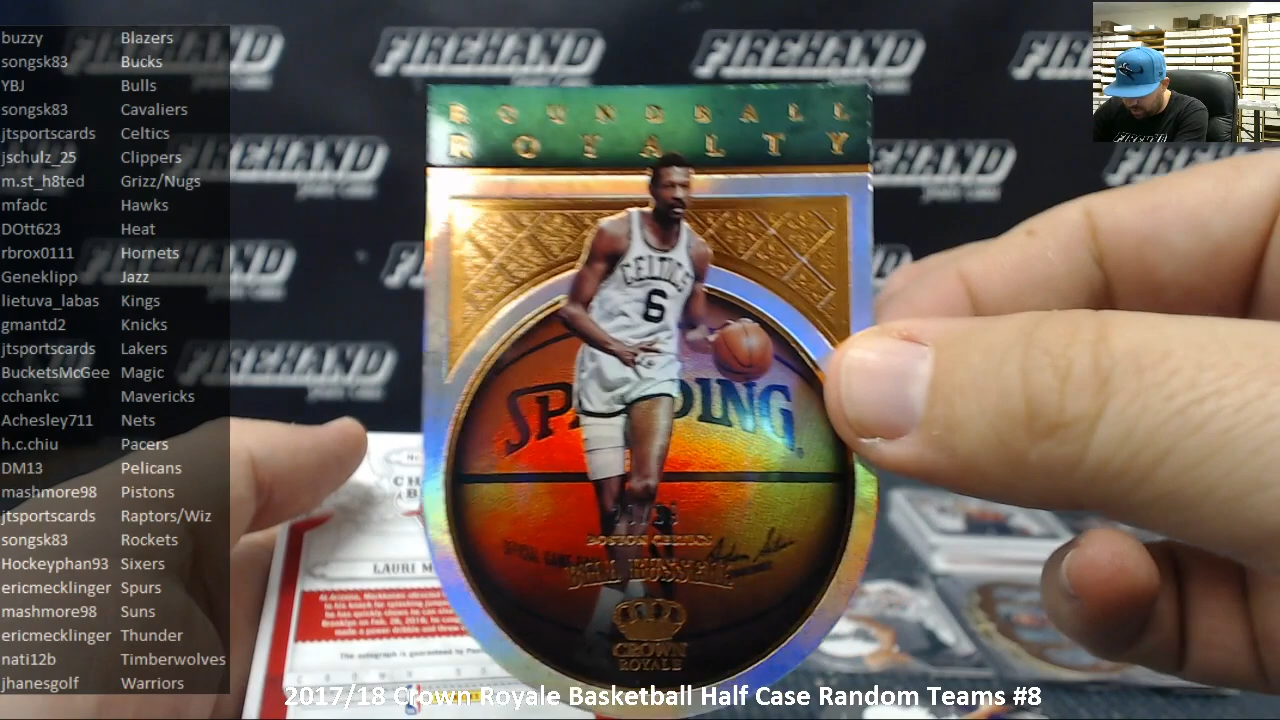 buzzy Blazers
songsk83 Bucks
YBJ Bulls
songsk83 Cavaliers
jtsportscards Celtics
jschulz_25 Clippers
m.st_h8ted Grizz/Nugs
mfadc Hawks
DOtt623 Heat
rbrox0111 Hornets
Geneklipp Jazz
lietuva_labas Kings
gmantd2 Knicks
jtsportscards Lakers
BucketsMcGee Magic
cchankc Mavericks
Achesley711 Nets
h.c.chiu Pacers
DM13 Pelicans
mashmore98 Pistons
jtsportscards Raptors/Wiz
songsk83 Rockets
Hockeyphan93 Sixers
ericmecklinger Spurs
mashmore98 Suns
ericmecklinger Thunder
nati12b Timberwolves
jhanesgolf Warriors
FIREHAND FIREHAND FIREHAND
ROUNDBALL
ROYALTY
CELTICS
6
SPALDING
BOSTON CELTICS
BILL RUSSELL
CROWN
ROYALE
LAURI
2017/18 Crown Royale Basketball Half Case Random Teams #8